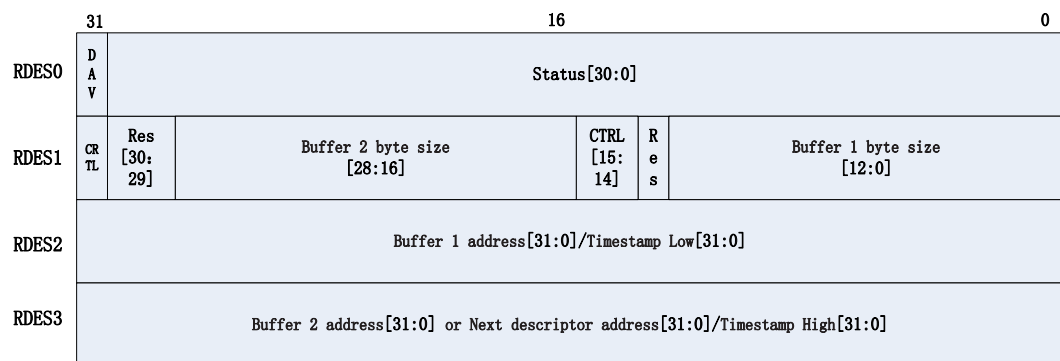 31 16 0
RDES0
D
A
V
Status[30:0]
RDES1
CR
TL
Res
[30:
29]
Buffer 2 byte size
[28:16]
CTRL
[15:
14]
R
e
s
Buffer 1 byte size
[12:0]
RDES2
Buffer 1 address[31:0]/Timestamp Low[31:0]
RDES3
Buffer 2 address[31:0] or Next descriptor address[31:0]/Timestamp High[31:0]